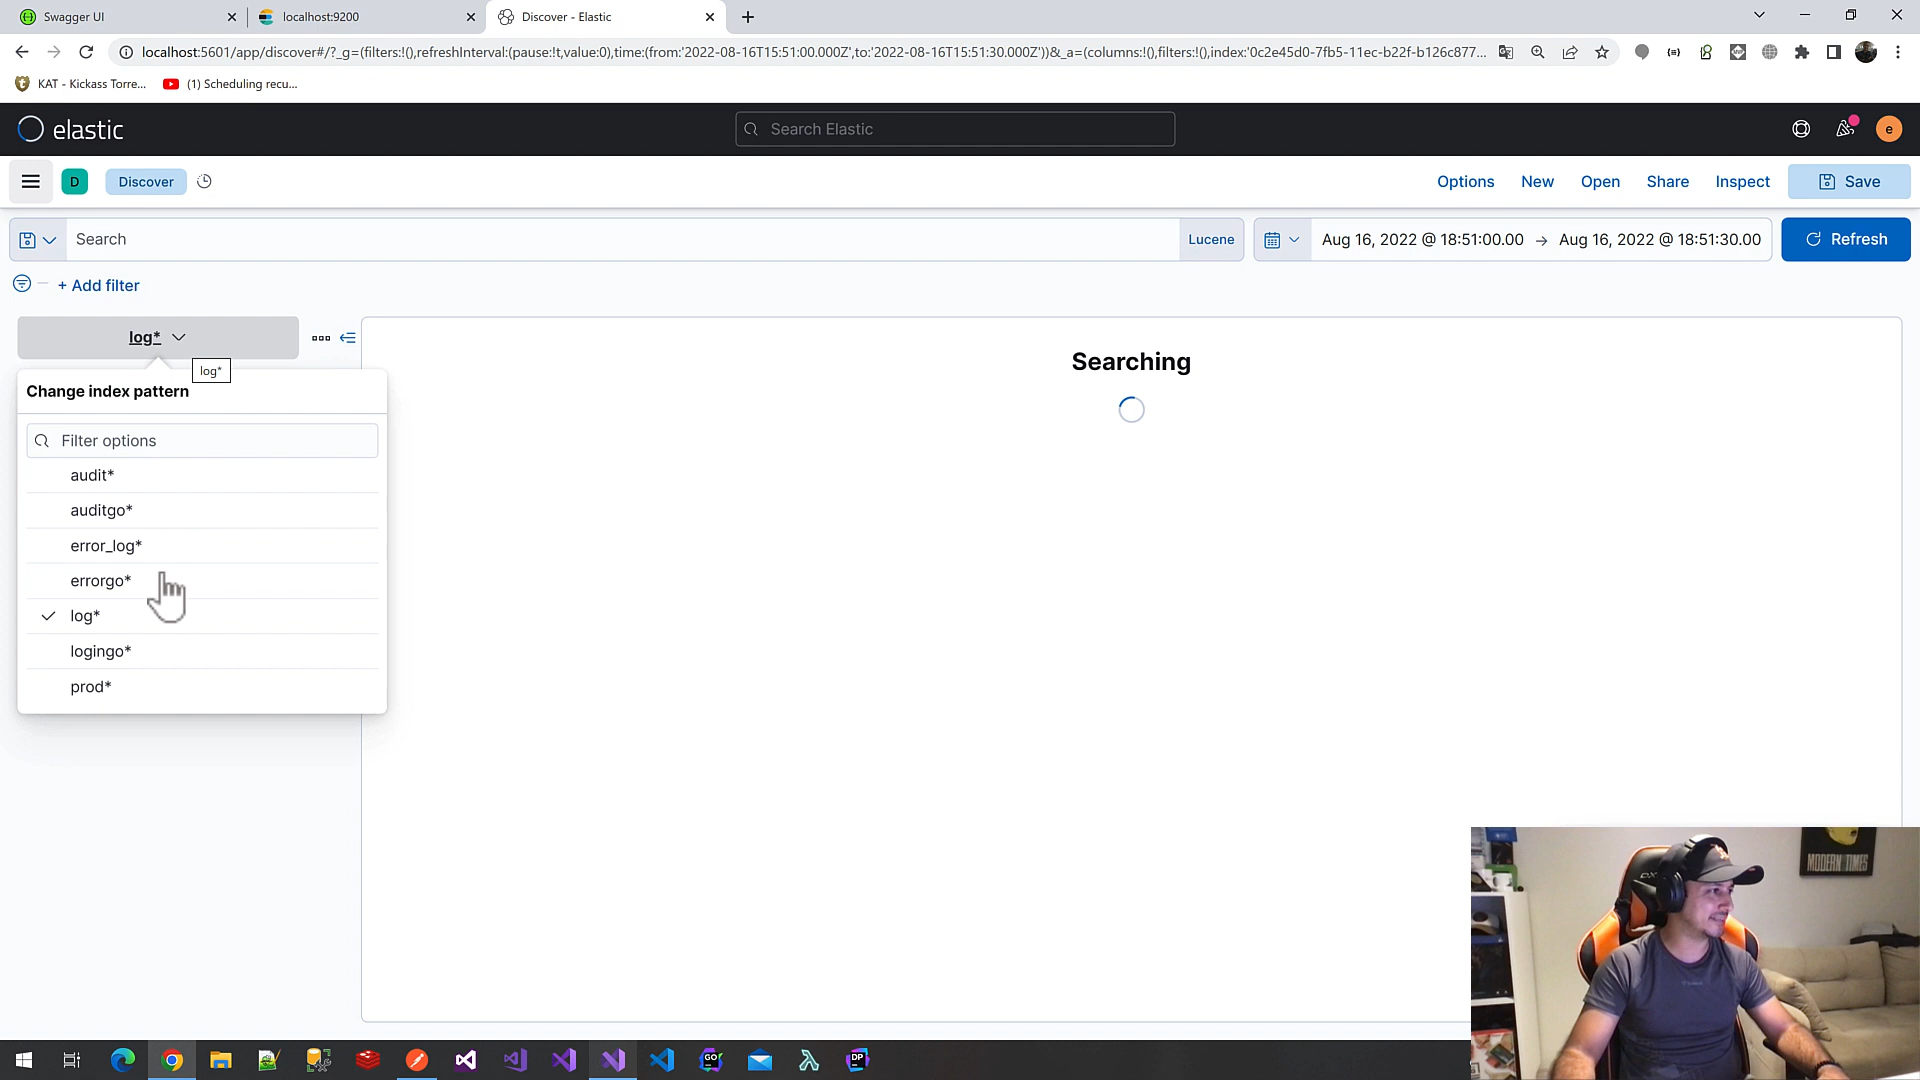 Swagger UI
localhost:9200
Discover - Elastic
localhost:5601/app/discover#/?_g=(filters:!(),refreshInterval:(pause:!t,value:0),time:(from:'2022-08-16T15:51:00.000Z',to:'2022-08-16T15:51:30.000Z'))&_a=(columns:!(),filters:!(),index:'0c2e45d0-7fb5-11ec-b22f-b126c877...
KAT - Kickass Torre...
(1) Scheduling recu...
elastic
Search Elastic
e
D
Discover
Options
New
Open
Share
Inspect
Save
Search
Lucene
Aug 16, 2022 @ 18:51:00.00 → Aug 16, 2022 @ 18:51:30.00
Refresh
+ Add filter
log*
log*
Searching
Change index pattern
Filter options
audit*
auditgo*
error_log*
errorgo*
log*
logingo*
prod*
MODERN TIMES
GO
DP